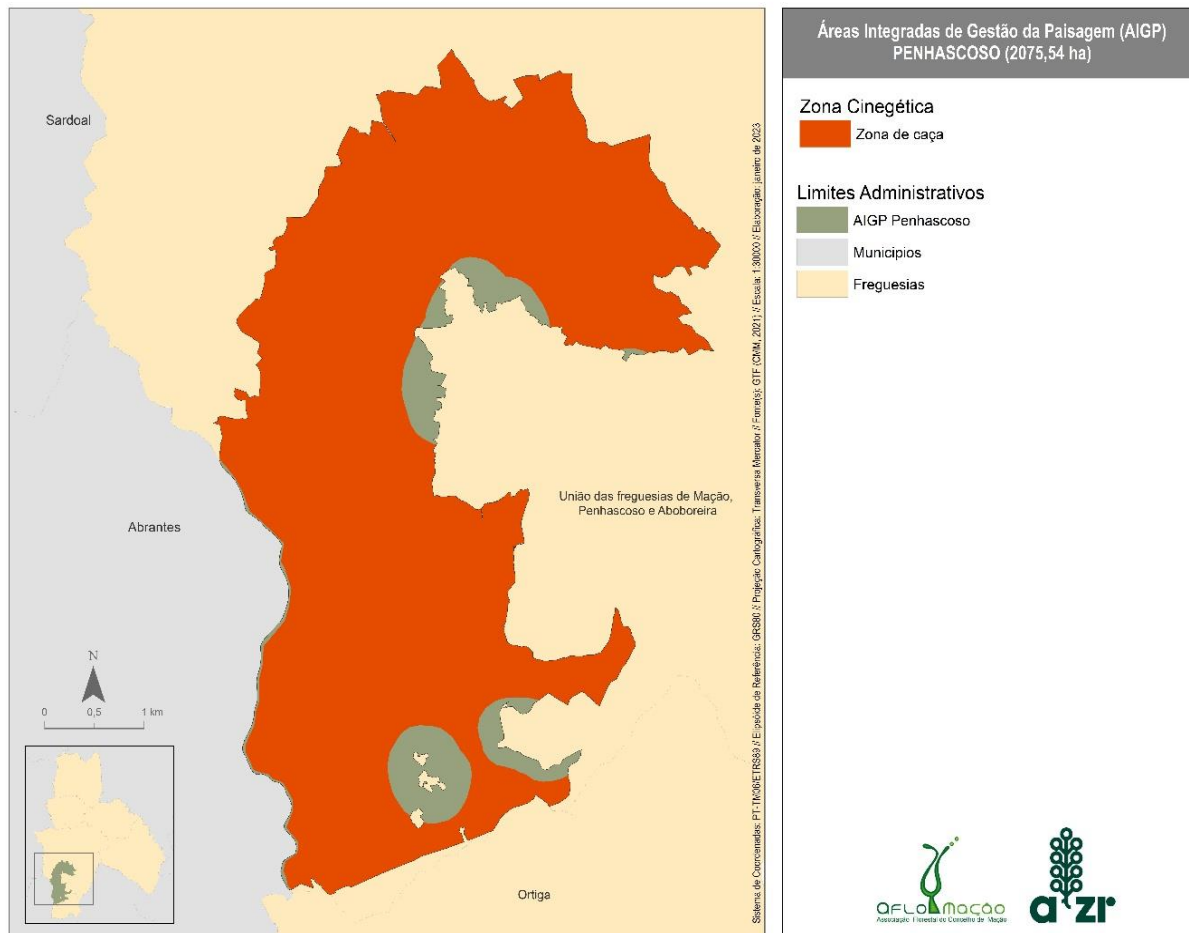 Áreas Integradas de Gestão da Paisagem (AIGP)
PENHASCOSO (2075,54 ha)
Zona Cinegética
Zona de caça
Limites Administrativos
AIGP Penhascoso
Municípios
Freguesias
Sardoal
Abrantes
União das freguesias de Mação,
Penhascoso e Aboboreira
Ortiga
N
0 0,5 1 km
Sistema de Coordenadas: PT-TM06/ETRS89 // Elipsóide de Referência: GRS80 // Projeção Cartográfica: Transversa Mercator // Fonte(s): GTF (CMM, 2021); // Escala: 1:30000 // Elaboração: janeiro de 2023
aFLOMAÇÃO
Associação Florestal do Concelho de Mação
aZR